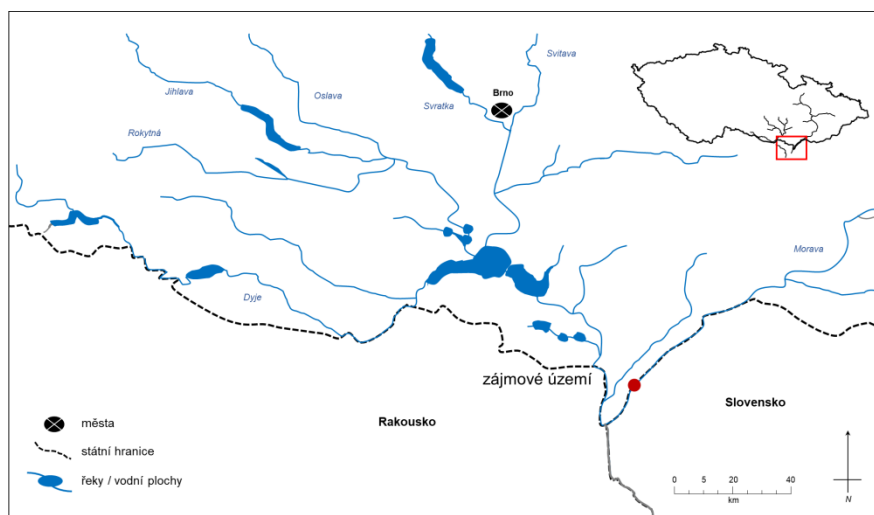 Svitava
Jihlava
Oslava
Brno
Svratka
Rokytná
Morava
Dyje
zájmové území
Slovensko
Rakousko
města
státní hranice
řeky / vodní plochy
0 5 20 40
km
N